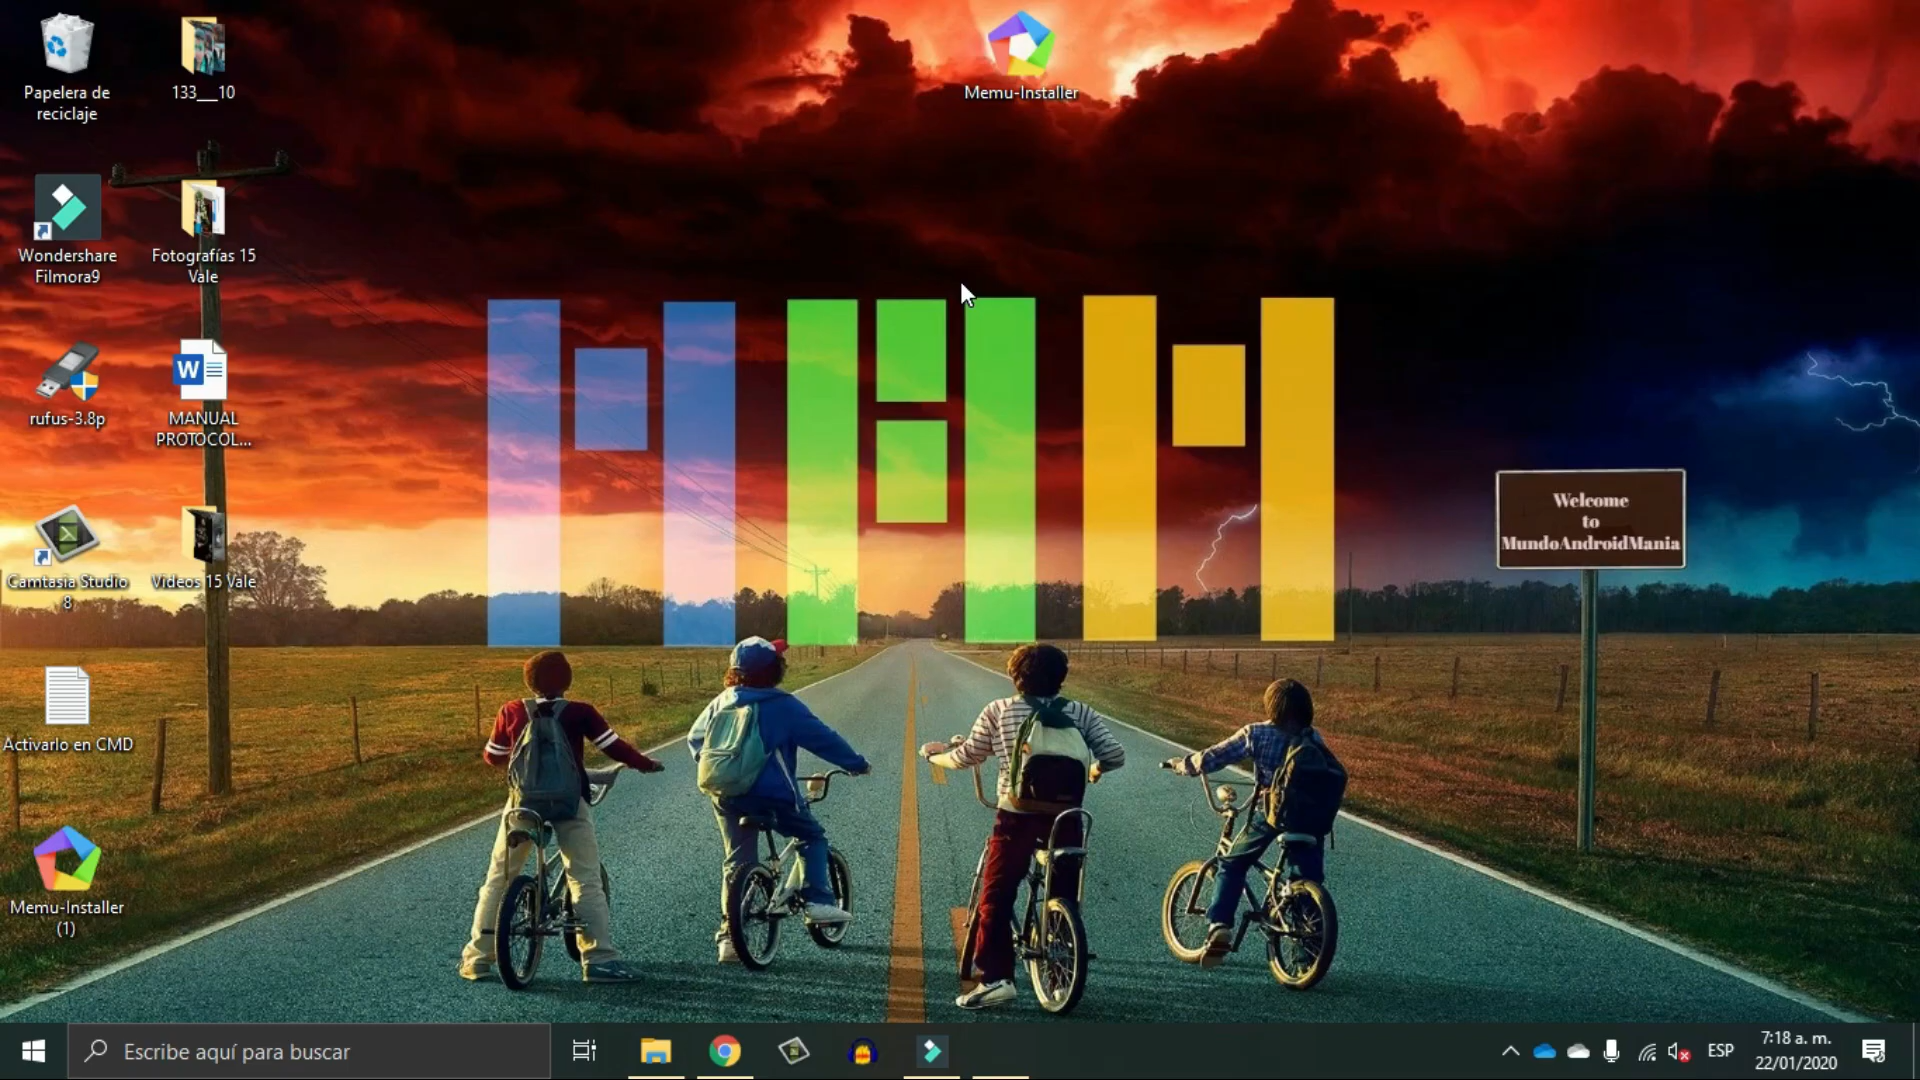 Papelera de
reciclaje
133___10
Memu-Installer
Wondershare
Filmora9
Fotografías 15
Vale
rufus-3.8p
MANUAL
PROTOCOL...
Camtasia Studio
8
Videos 15 Vale
Activarlo en CMD
Memu-Installer
(1)
Welcome
to
MundoAndroidMania
Escribe aquí para buscar
ESP
7:18 a. m.
22/01/2020